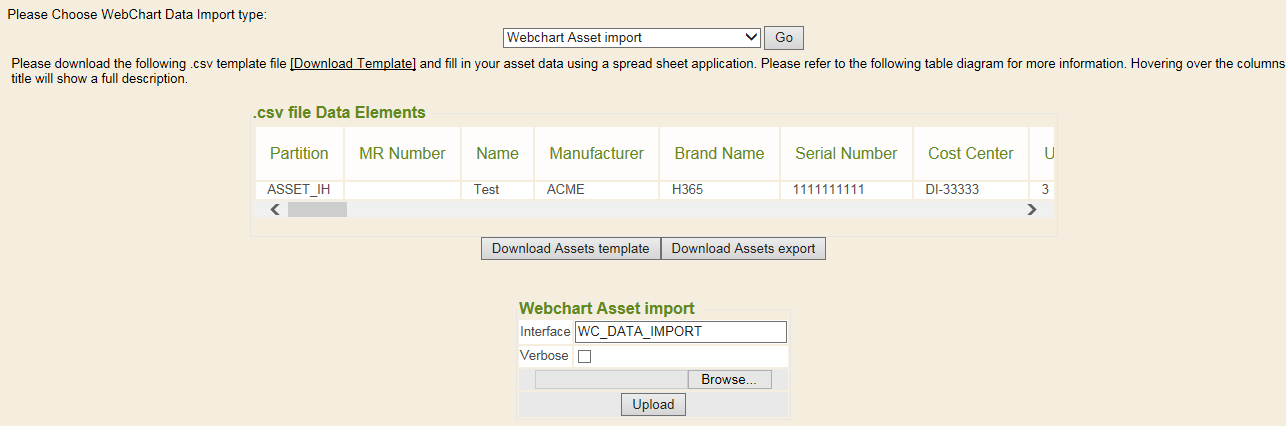 Please Choose WebChart Data Import type:
Webchart Asset import Go
Please download the following .csv template file [Download Template] and fill in your asset data using a spread sheet application. Please refer to the following table diagram for more information. Hovering over the columns
title will show a full description.
.csv file Data Elements
Partition MR Number Name Manufacturer Brand Name Serial Number Cost Center U
ASSET_IH Test ACME H365 1111111111 DI-33333 3
Download Assets template Download Assets export
Webchart Asset import
Interface WC_DATA_IMPORT
Verbose
Browse...
Upload